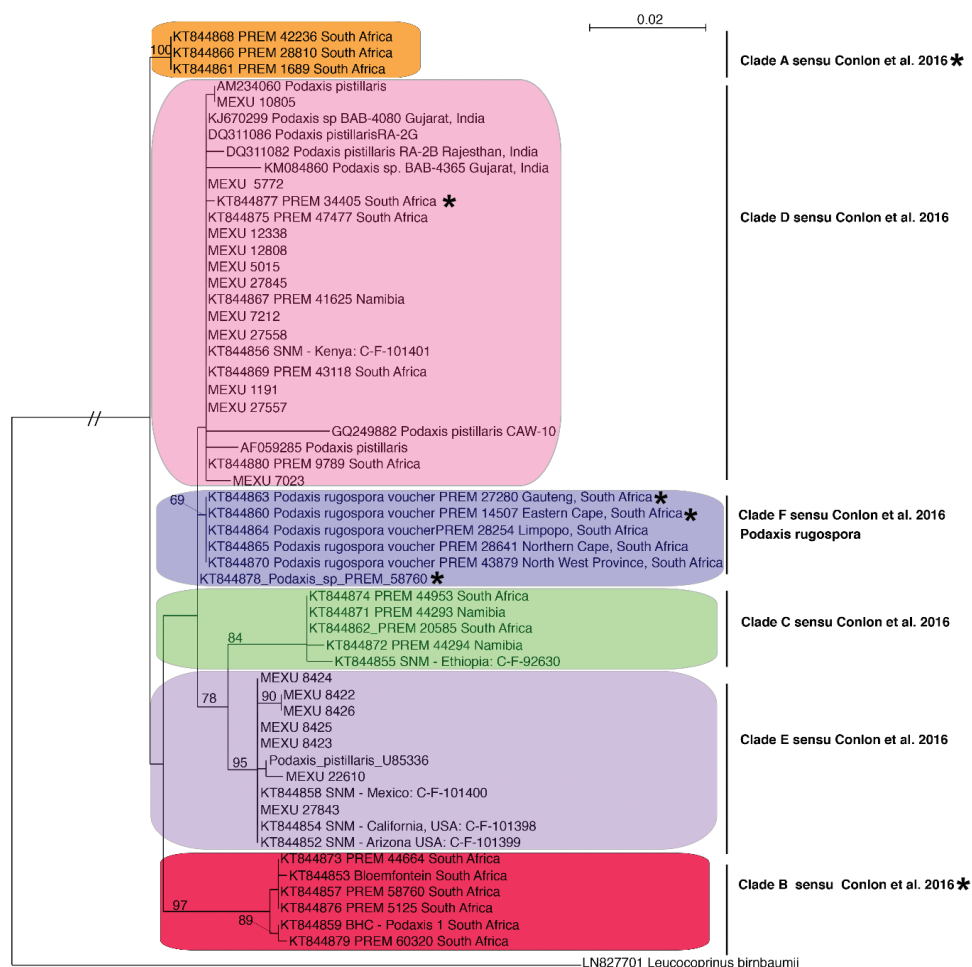 0.02
KT844868 PREM 42236 South Africa
100 KT844866 PREM 28810 South Africa
KT844861 PREM 1689 South Africa
Clade A sensu Conlon et al. 2016 *
AM234060 Podaxis pistillaris
MEXU 10805
KJ670299 Podaxis sp BAB-4080 Gujarat, India
DQ311086 Podaxis pistillarisRA-2G
DQ311082 Podaxis pistillaris RA-2B Rajesthan, India
KM084860 Podaxis sp. BAB-4365 Gujarat, India
MEXU 5772
KT844877 PREM 34405 South Africa *
KT844875 PREM 47477 South Africa
Clade D sensu Conlon et al. 2016
MEXU 12338
MEXU 12808
MEXU 5015
MEXU 27845
KT844867 PREM 41625 Namibia
MEXU 7212
MEXU 27558
KT844856 SNM - Kenya: C-F-101401
KT844869 PREM 43118 South Africa
MEXU 1191
MEXU 27557
//
GQ249882 Podaxis pistillaris CAW-10
AF059285 Podaxis pistillaris
KT844880 PREM 9789 South Africa
MEXU 7023
69
KT844863 Podaxis rugospora voucher PREM 27280 Gauteng, South Africa *
KT844860 Podaxis rugospora voucher PREM 14507 Eastern Cape, South Africa *
KT844864 Podaxis rugospora voucherPREM 28254 Limpopo, South Africa
KT844865 Podaxis rugospora voucher PREM 28641 Northern Cape, South Africa
KT844870 Podaxis rugospora voucher PREM 43879 North West Province, South Africa
KT844878_Podaxis_sp_PREM_58760 *
Clade F sensu Conlon et al. 2016
Podaxis rugospora
KT844874 PREM 44953 South Africa
KT844871 PREM 44293 Namibia
KT844862_PREM 20585 South Africa
84
KT844872 PREM 44294 Namibia
KT844855 SNM - Ethiopia: C-F-92630
Clade C sensu Conlon et al. 2016
78
MEXU 8424
90 MEXU 8422
MEXU 8426
MEXU 8425
MEXU 8423
95
Podaxis_pistillaris_U85336
MEXU 22610
KT844858 SNM - Mexico: C-F-101400
MEXU 27843
KT844854 SNM - California, USA: C-F-101398
KT844852 SNM - Arizona USA: C-F-101399
Clade E sensu Conlon et al. 2016
KT844873 PREM 44664 South Africa
KT844853 Bloemfontein South Africa
KT844857 PREM 58760 South Africa
97
KT844876 PREM 5125 South Africa
89 KT844859 BHC - Podaxis 1 South Africa
KT844879 PREM 60320 South Africa
Clade B sensu Conlon et al. 2016 *
LN827701 Leucocoprinus birnbaumii